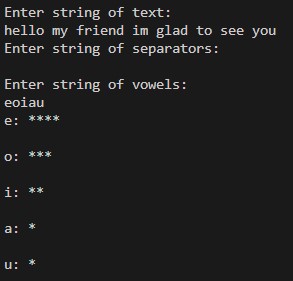 Enter string of text:
hello my friend im glad to see you
Enter string of separators:
Enter string of vowels:
eoiau
e: ****
o: ***
i: **
a: *
u: *